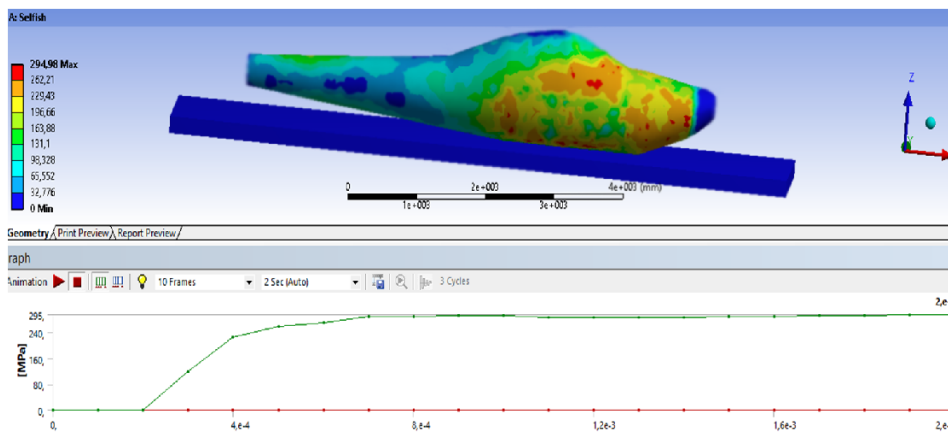 A: Selfish
294,98 Max
262,21
229,43
196,66
163,88
131,1
98,328
65,552
32,776
0 Min
Z
Y
0
2e+003
4e+003 (mm)
1e+003
3e+003
Geometry Print Preview Report Preview
raph
Animation 10 Frames 2 Sec (Auto) 3 Cycles
2,e-
295,
240,
160,
80,
0,
[MPa]
0, 4,e-4 8,e-4 1,2e-3 1,6e-3 2,e-